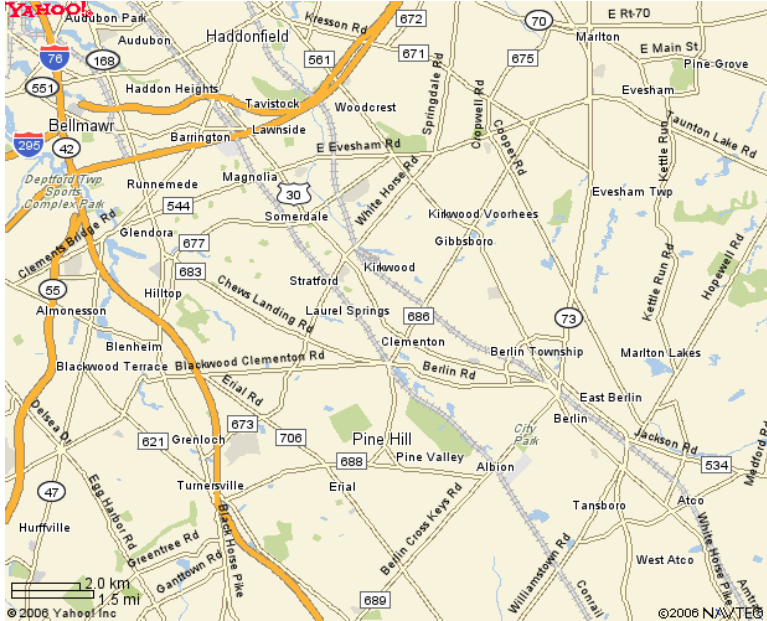 YAHOO!
Audubon Park
Kresson Rd
672
70
E Rt-70
Audubon
Haddonfield
Marlton
E Main St
76
168
561
671
675
Pine Grove
551
Haddon Heights
Tavistock
Woodcrest
Springdale Rd
Cropwell Rd
Evesham
Bellmawr
Lawnside
Taunton Lake Rd
295
42
Barrington
E Evesham Rd
Cooper Rd
Kettle Run
Deptford Twp
Sports
Complex Park
Runnemede
Magnolia
30
White Horse Rd
Evesham Twp
544
Somerdale
Kirkwood Voorhees
Clements Bridge Rd
Glendora
677
Gibbsboro
Hopewell Rd
683
Kirkwood
Kettle Run Rd
55
Hilltop
Stratford
Chews Landing Rd
Almonesson
Laurel Springs
686
73
Blenheim
Clementon
Berlin Township
Marlton Lakes
Blackwood Terrace
Blackwood Clementon Rd
Berlin Rd
Erial Rd
East Berlin
Delsea Dr
673
City
Park
Berlin
621
Grenloch
706
Pine Hill
Jackson Rd
688
Pine Valley
Albion
534
Medford Rd
47
Turnersville
Erial
Egg Harbor Rd
Tansboro
Atco
Hurffville
Black Horse Pike
Berlin Cross Keys Rd
White Horse Pike
Greentree Rd
Ganttown Rd
Williamstown Rd
West Atco
2.0 km
1.5 mi
689
Conrail
Amtra
©2006 Yahoo! Inc
©2006 NAVTEQ